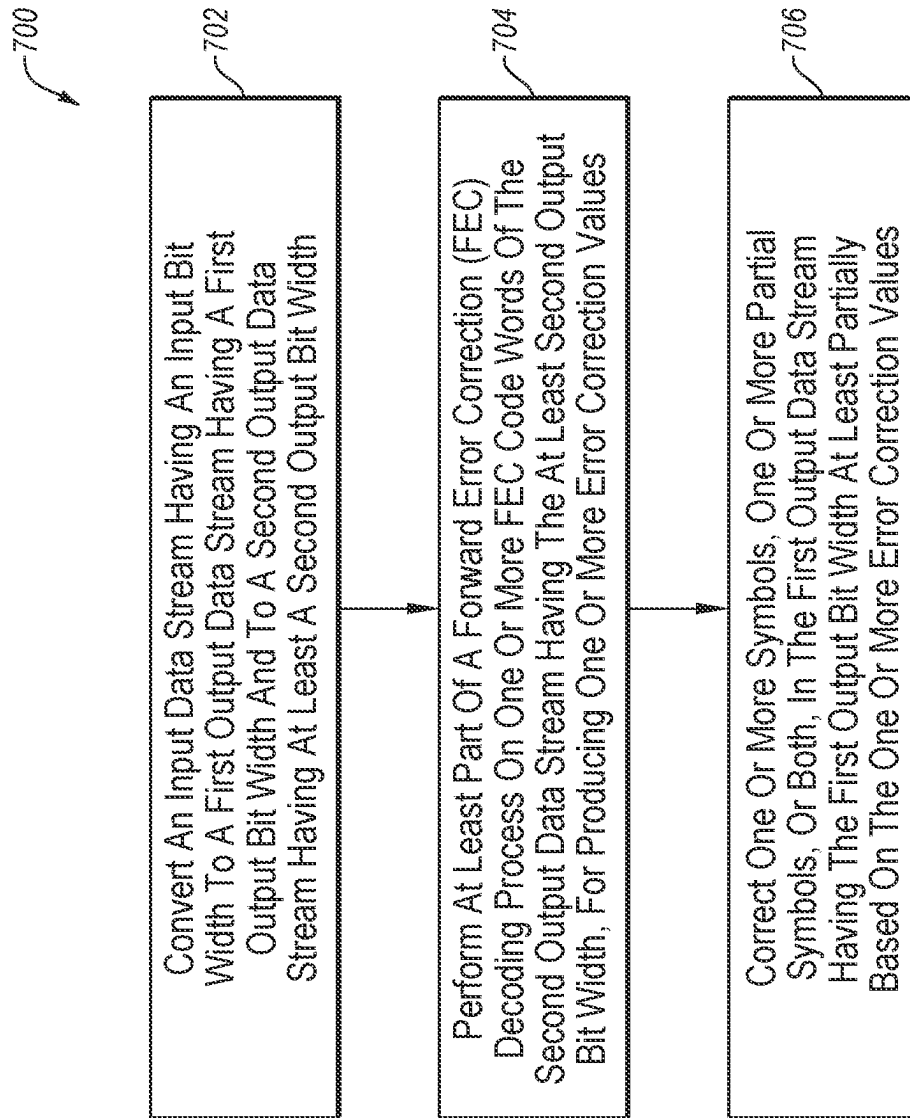 700
702
Convert An Input Data Stream Having An Input Bit
Width To A First Output Data Stream Having A First
Output Bit Width And To A Second Output Data
Stream Having At Least A Second Output Bit Width
704
Perform At Least Part Of A Forward Error Correction (FEC)
Decoding Process On One Or More FEC Code Words Of The
Second Output Data Stream Having The At Least Second Output
Bit Width, For Producing One Or More Error Correction Values
706
Correct One Or More Symbols, One Or More Partial
Symbols, Or Both, In The First Output Data Stream
Having The First Output Bit Width At Least Partially
Based On The One Or More Error Correction Values